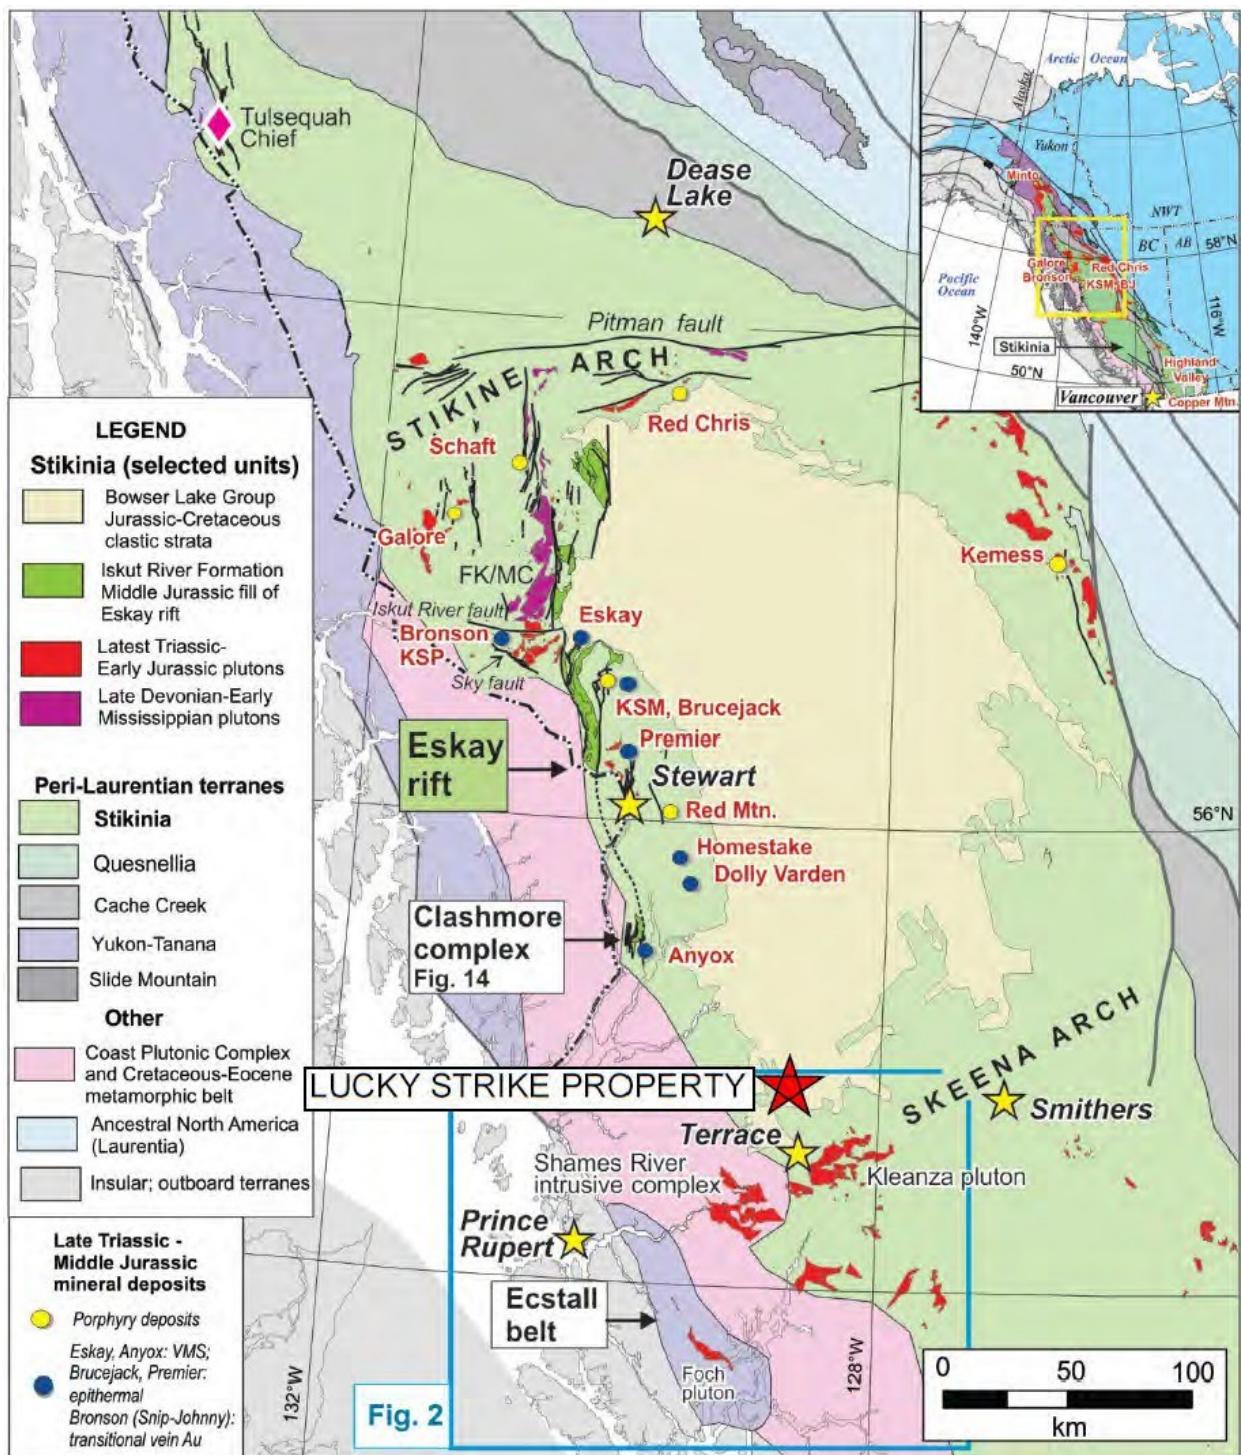 Tulsequah
Chief
Dease
Lake
Pitman fault
STIKINE ARCH
Schaft
Red Chris
Galore
FK/MC
Iskut River fault
Bronson
KSP
Eskay
Sky fault
KSM, Brucejack
Premier
Eskay
rift
Stewart
Red Mtn.
Homestake
Dolly Varden
Kemess
56°N
Clashmore
complex
Fig. 14
Anyox
SKEENA ARCH
LUCKY STRIKE PROPERTY
Smithers
Terrace
Shames River
intrusive complex
Kleanza pluton
Prince
Rupert
Ecstall
belt
Foch
pluton
132°W
128°W
Fig. 2
0 50 100
km
Arctic Ocean
Alaska
Yukon
Minto
NWT
BC
AB
58°N
Galore
Bronson
Red Chris
KSM-BJ
Pacific
Ocean
140°W
116°W
Stikinia
50°N
Highland
Valley
Vancouver
Copper Mtn.
LEGEND
Stikinia (selected units)
Bowser Lake Group
Jurassic-Cretaceous
clastic strata
Iskut River Formation
Middle Jurassic fill of
Eskay rift
Latest Triassic-
Early Jurassic plutons
Late Devonian-Early
Mississippian plutons
Peri-Laurentian terranes
Stikinia
Quesnellia
Cache Creek
Yukon-Tanana
Slide Mountain
Other
Coast Plutonic Complex
and Cretaceous-Eocene
metamorphic belt
Ancestral North America
(Laurentia)
Insular; outboard terranes
Late Triassic -
Middle Jurassic
mineral deposits
Porphyry deposits
Eskay, Anyox: VMS;
Brucejack, Premier:
epithermal
Bronson (Snip-Johnny):
transitional vein Au